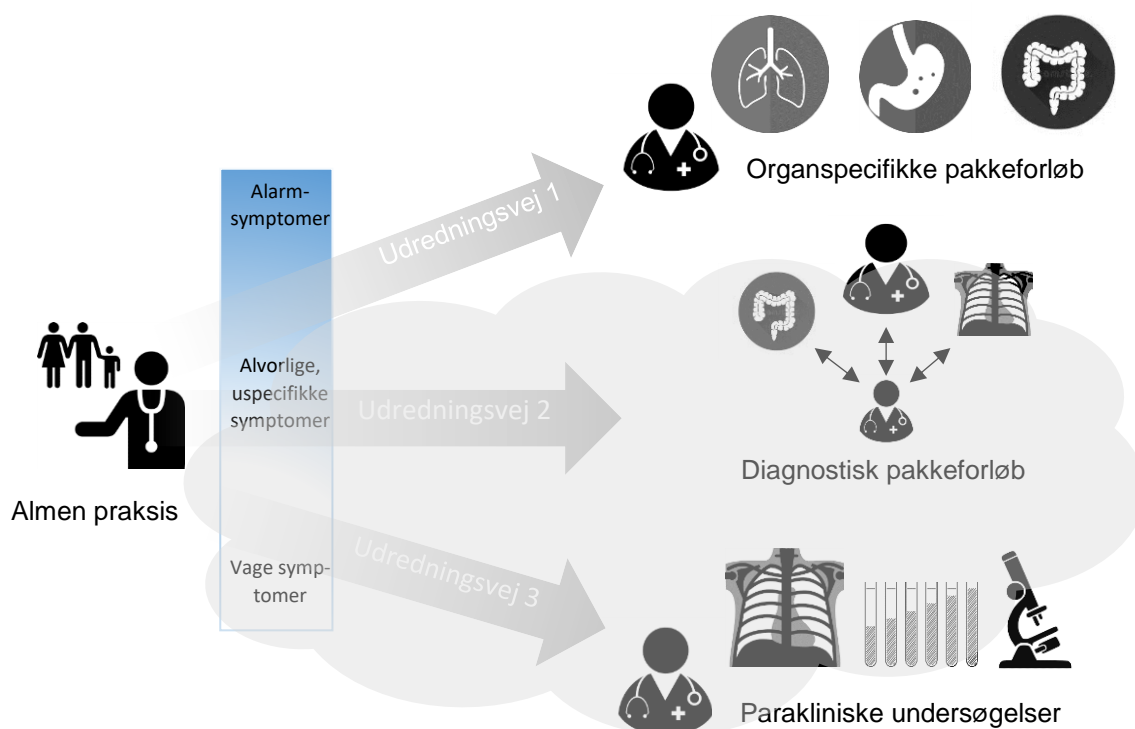 Organspecifikke pakkeforløb
Alarm-
symptomer
Udredningsvej 1
Alvorlige,
uspecifikke
symptomer
Udredningsvej 2
Diagnostisk pakkeforløb
Almen praksis
Vage symp-
tomer
Udredningsvej 3
Parakliniske undersøgelser